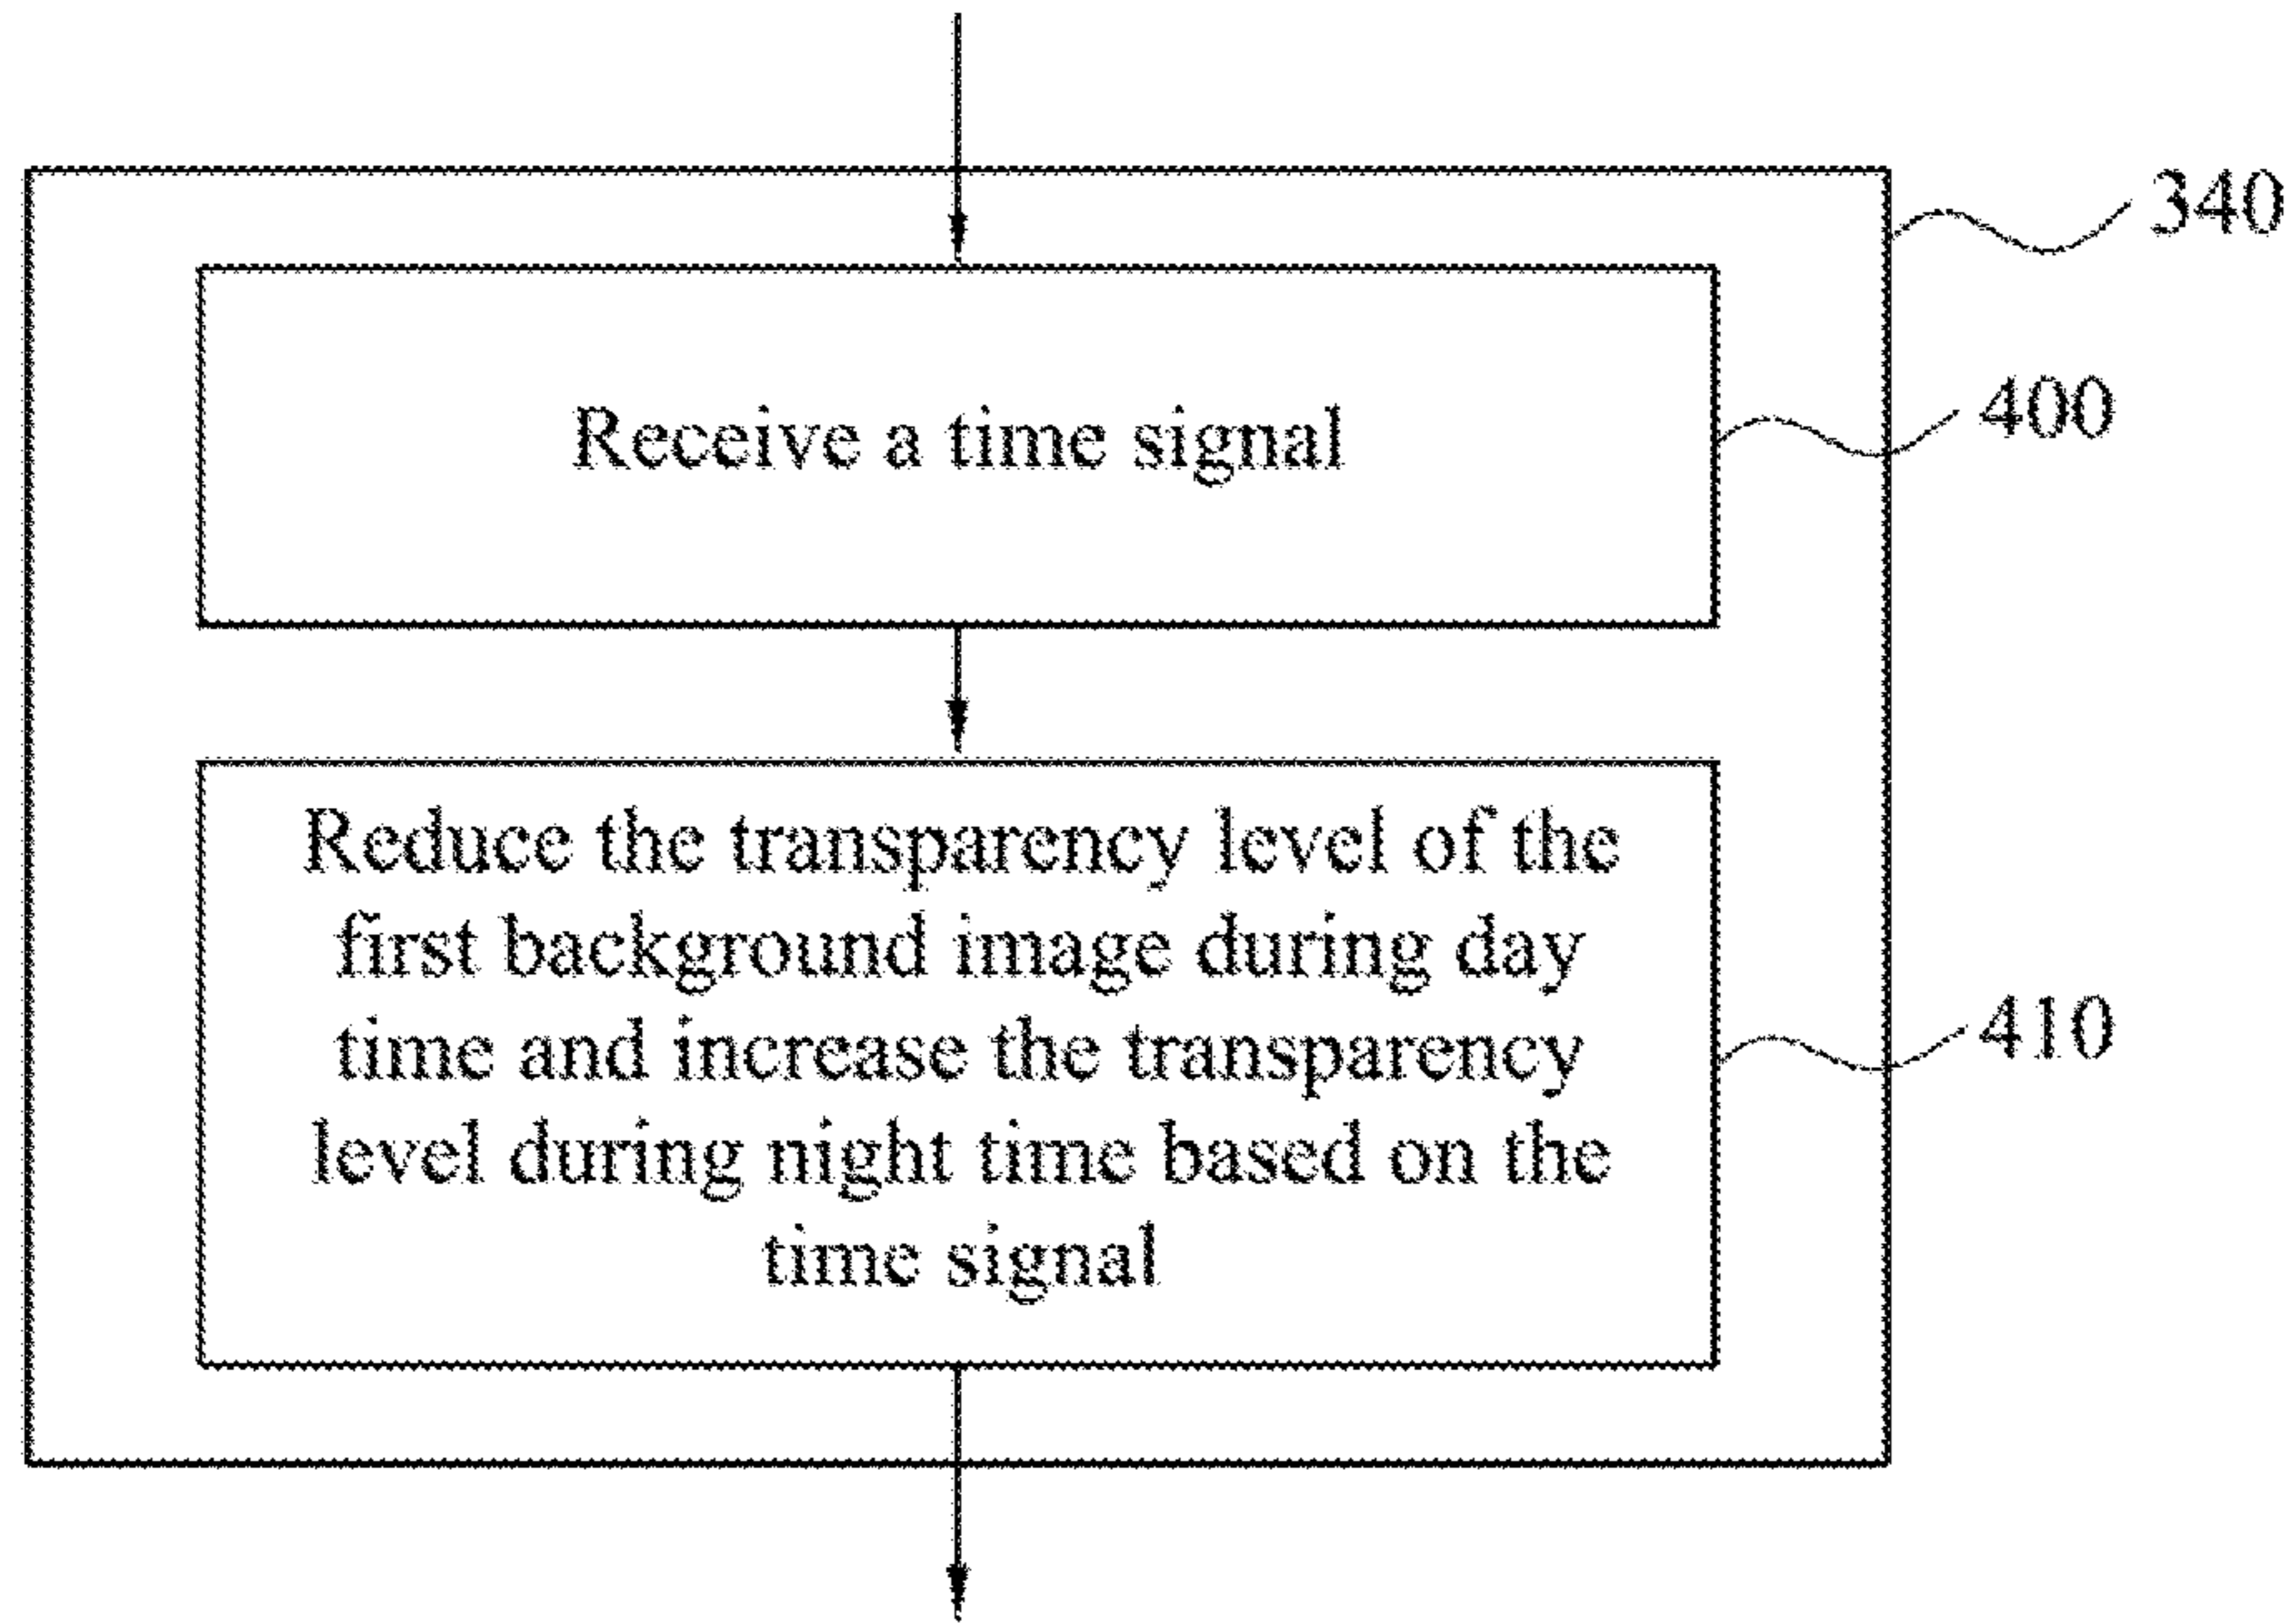 340
Receive a time signal
400
Reduce the transparency level of the
first background image during day
time and increase the transparency
level during night time based on the
time signal
410